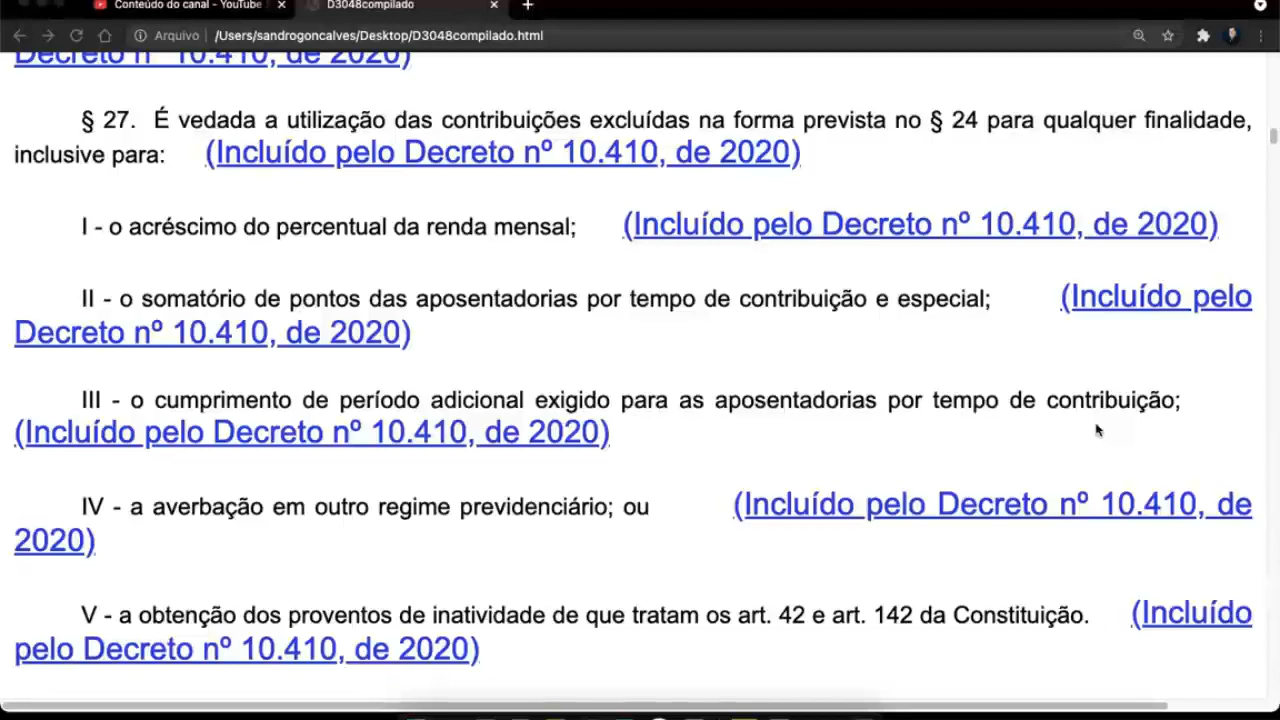 Conteúdo do canal - YouTube
D3048compilado
Arquivo
/Users/sandrogoncalves/Desktop/D3048compilado.html
Decreto nº 10.410, de 2020)
§ 27. É vedada a utilização das contribuições excluídas na forma prevista no § 24 para qualquer finalidade,
inclusive para: (Incluído pelo Decreto nº 10.410, de 2020)
I - o acréscimo do percentual da renda mensal; (Incluído pelo Decreto nº 10.410, de 2020)
II - o somatório de pontos das aposentadorias por tempo de contribuição e especial; (Incluído pelo
Decreto nº 10.410, de 2020)
III - o cumprimento de período adicional exigido para as aposentadorias por tempo de contribuição;
(Incluído pelo Decreto nº 10.410, de 2020)
IV - a averbação em outro regime previdenciário; ou (Incluído pelo Decreto nº 10.410, de
2020)
V - a obtenção dos proventos de inatividade de que tratam os art. 42 e art. 142 da Constituição. (Incluído
pelo Decreto nº 10.410, de 2020)